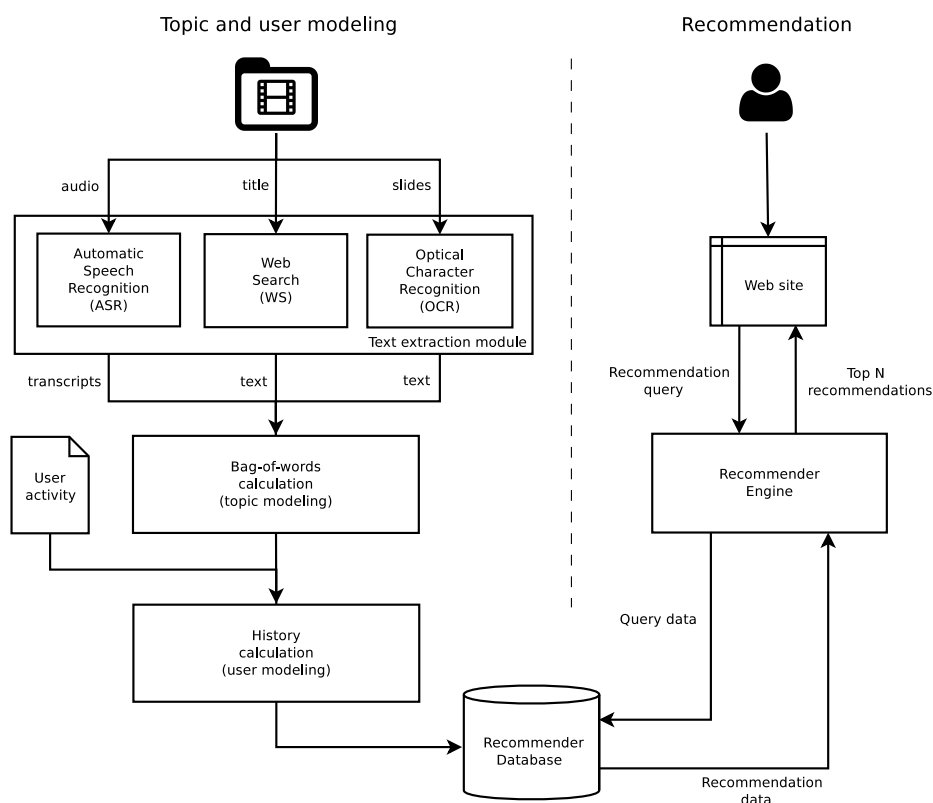 Topic and user modeling
Recommendation
audio
title
slides
Automatic
Speech
Recognition
(ASR)
Web
Search
(WS)
Optical
Character
Recognition
(OCR)
Text extraction module
transcripts
text
text
User
activity
Bag-of-words
calculation
(topic modeling)
History
calculation
(user modeling)
Recommender
Database
Web site
Recommendation
query
Top N
recommendations
Recommender
Engine
Query data
Recommendation
data